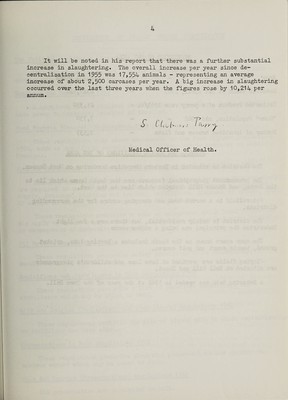 4
It will be noted in his report that there was a further substantial
increase in slaughtering. The overall increase per year since de-
centralisation in 1955 was 17,554 animals - representing an average
increase of about 2,500 carcases per year. A big increase in slaughtering
occurred over the last three years when the figures rose by 10,214 per
annum.
S.
Medical Officer of Health.